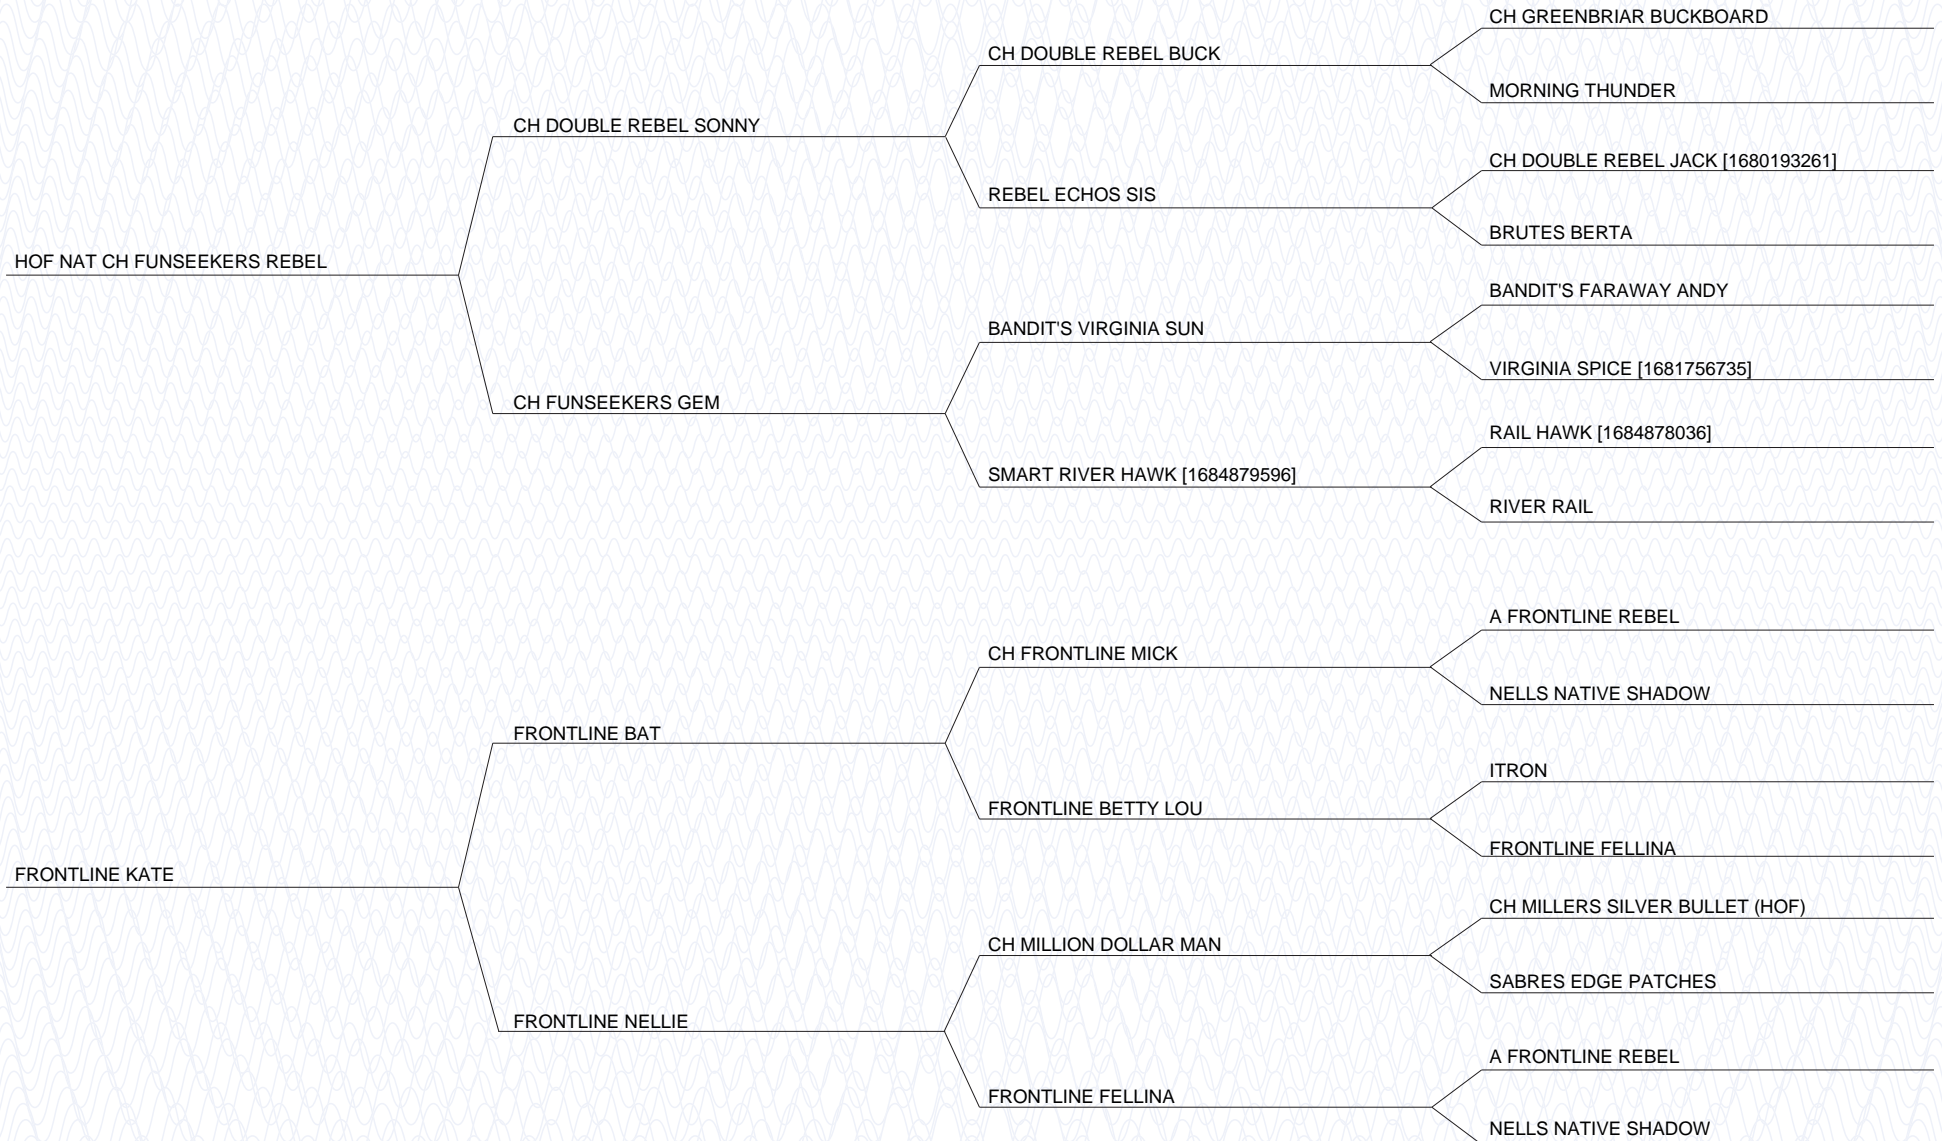 CH GREENBRIAR BUCKBOARD
CH DOUBLE REBEL BUCK
MORNING THUNDER
CH DOUBLE REBEL SONNY
CH DOUBLE REBEL JACK [1680193261]
REBEL ECHOS SIS
BRUTES BERTA
HOF NAT CH FUNSEEKERS REBEL
BANDIT'S FARAWAY ANDY
BANDIT'S VIRGINIA SUN
VIRGINIA SPICE [1681756735]
CH FUNSEEKERS GEM
RAIL HAWK [1684878036]
SMART RIVER HAWK [1684879596]
RIVER RAIL
A FRONTLINE REBEL
CH FRONTLINE MICK
NELLS NATIVE SHADOW
FRONTLINE BAT
ITRON
FRONTLINE BETTY LOU
FRONTLINE FELLINA
FRONTLINE KATE
CH MILLERS SILVER BULLET (HOF)
CH MILLION DOLLAR MAN
SABRES EDGE PATCHES
FRONTLINE NELLIE
A FRONTLINE REBEL
FRONTLINE FELLINA
NELLS NATIVE SHADOW